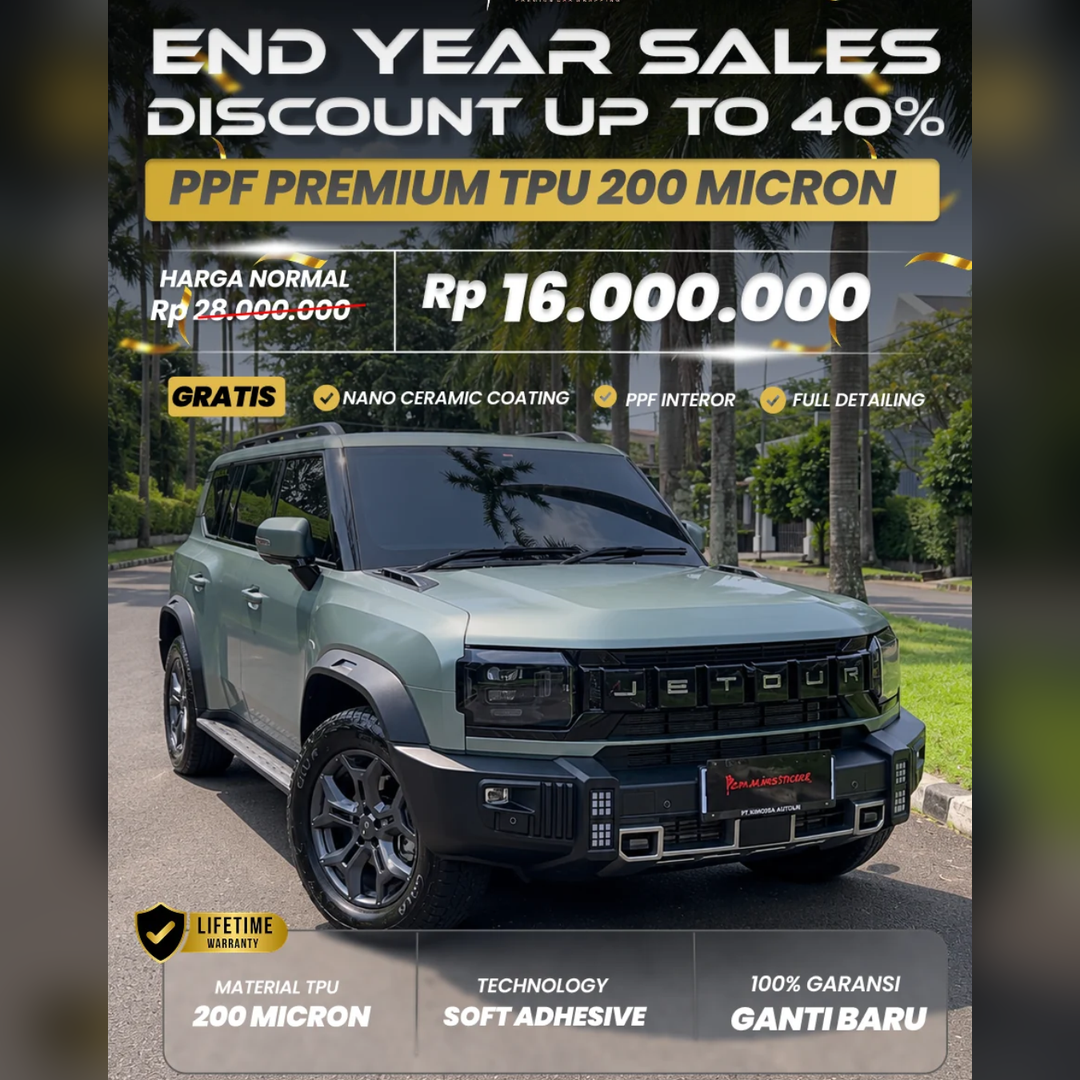 END YEAR SALES
DISCOUNT UP TO 40%
PPF PREMIUM TPU 200 MICRON
HARGA NORMAL
Rp 28.000.000
Rp 16.000.000
GRATIS
NANO CERAMIC COATING
PPF INTEROR
FULL DETAILING
JETOUR
LIFETIME
WARRANTY
MATERIAL TPU
200 MICRON
TECHNOLOGY
SOFT ADHESIVE
100% GARANSI
GANTI BARU